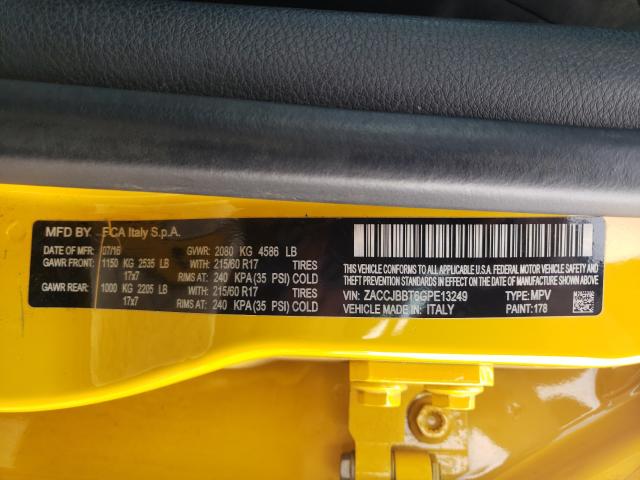 MFD BY FCA Italy S.p.A.
DATE OF MFR: 07/16 GVWR: 2080 KG 4586 LB
GAWR FRONT: 1150 KG 2535 LB WITH: 215/60 R17 TIRES
17x7 RIMS AT: 240 KPA(35 PSI) COLD
GAWR REAR: 1000 KG 2205 LB WITH: 215/60 R17 TIRES
17x7 RIMS AT: 240 KPA(35 PSI) COLD
THIS VEHICLE CONFORMS TO ALL APPLICABLE U.S.A. FEDERAL MOTOR VEHICLE SAFETY, BUMPER AND
THEFT PREVENTION STANDARDS IN EFFECT ON THE DATE OF MANUFACTURE SHOWN ABOVE
VIN: ZACCJBBT6GPE13249 TYPE: MPV
VEHICLE MADE IN: ITALY PAINT: 178